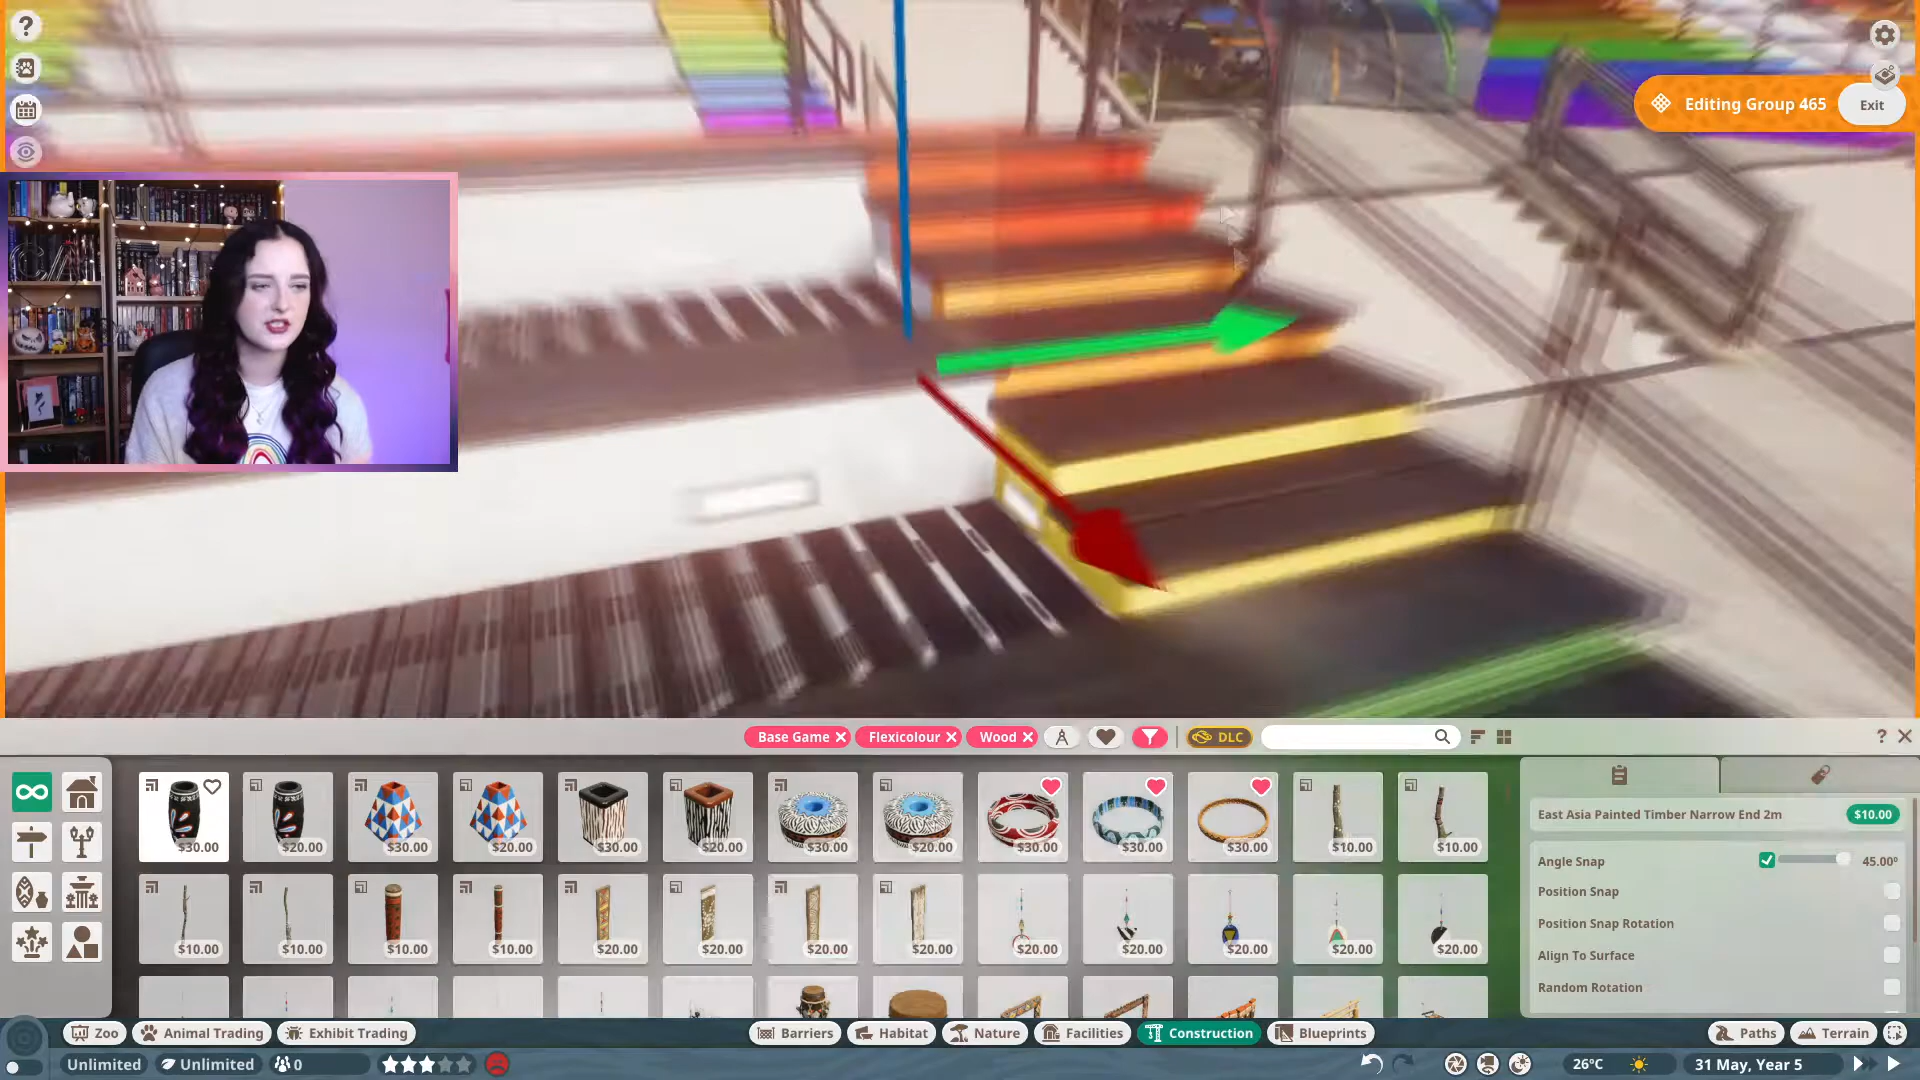 ?
Editing Group 465
Exit
Base Game ✕
Flexicolour ✕
Wood ✕
DLC
?
$30.00
$20.00
$30.00
$20.00
$30.00
$20.00
$30.00
$20.00
$30.00
$30.00
$30.00
$10.00
$10.00
$10.00
$10.00
$10.00
$10.00
$20.00
$20.00
$20.00
$20.00
$20.00
$20.00
$20.00
$20.00
$20.00
East Asia Painted Timber Narrow End 2m
$10.00
Angle Snap
45.00°
Position Snap
Position Snap Rotation
Align To Surface
Random Rotation
Zoo
Animal Trading
Exhibit Trading
Barriers
Habitat
Nature
Facilities
Construction
Blueprints
Paths
Terrain
Unlimited
Unlimited
0
26°C
31 May, Year 5